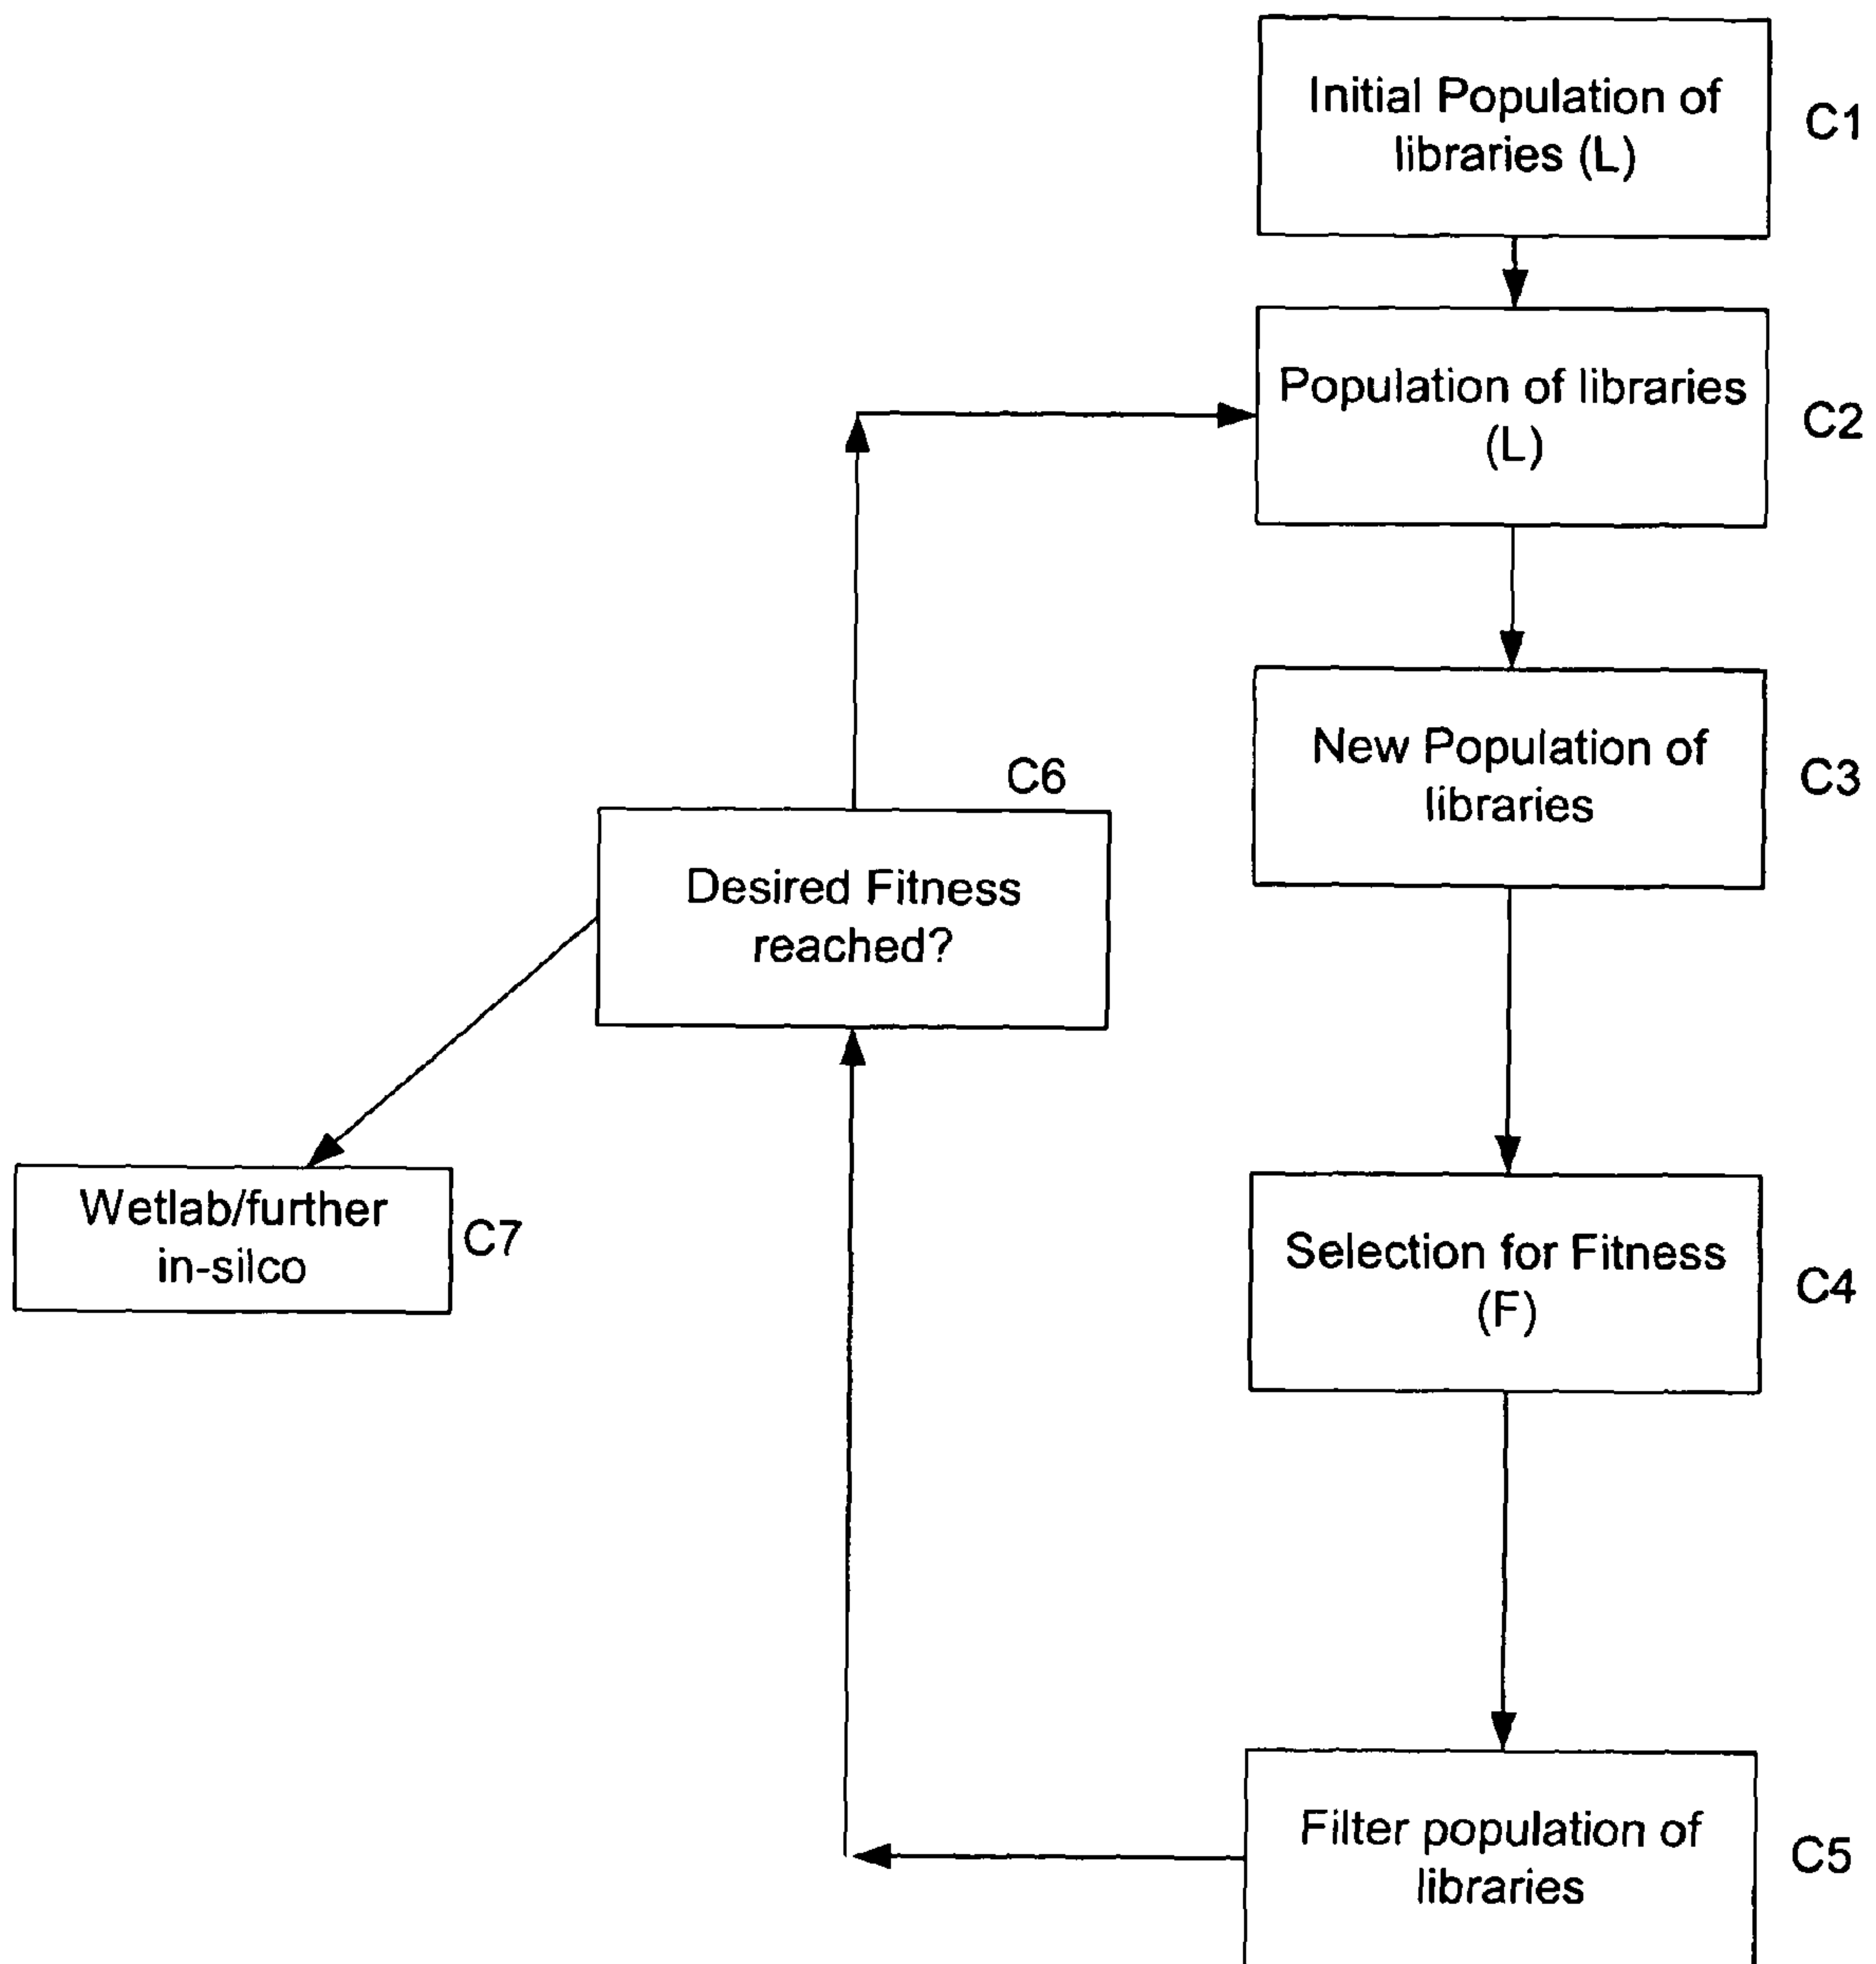 Initial Population of
libraries (L)
C1
Population of libraries
(L)
C2
New Population of
libraries
C3
C6
Desired Fitness
reached?
Wetlab/further
in-silco
C7
Selection for Fitness
(F)
C4
Filter population of
libraries
C5